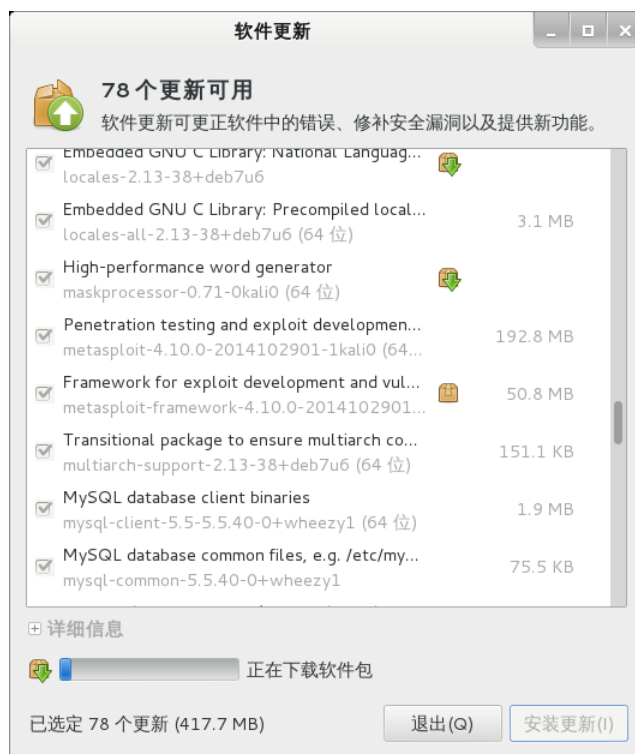 软件更新
78 个更新可用
软件更新可更正软件中的错误、修补安全漏洞以及提供新功能。
Embedded GNU C Library: National Languag...
locales-2.13-38+deb7u6
Embedded GNU C Library: Precompiled local...
locales-all-2.13-38+deb7u6 (64 位)
3.1 MB
High-performance word generator
maskprocessor-0.71-0kali0 (64 位)
Penetration testing and exploit developmen...
metasploit-4.10.0-2014102901-1kali0 (64...
192.8 MB
Framework for exploit development and vul...
metasploit-framework-4.10.0-2014102901...
50.8 MB
Transitional package to ensure multiarch co...
multiarch-support-2.13-38+deb7u6 (64 位)
151.1 KB
MySQL database client binaries
mysql-client-5.5-5.5.40-0+wheezy1 (64 位)
1.9 MB
MySQL database common files, e.g. /etc/my...
mysql-common-5.5.40-0+wheezy1
75.5 KB
详细信息
正在下载软件包
已选定 78 个更新 (417.7 MB)
退出(Q)
安装更新(I)